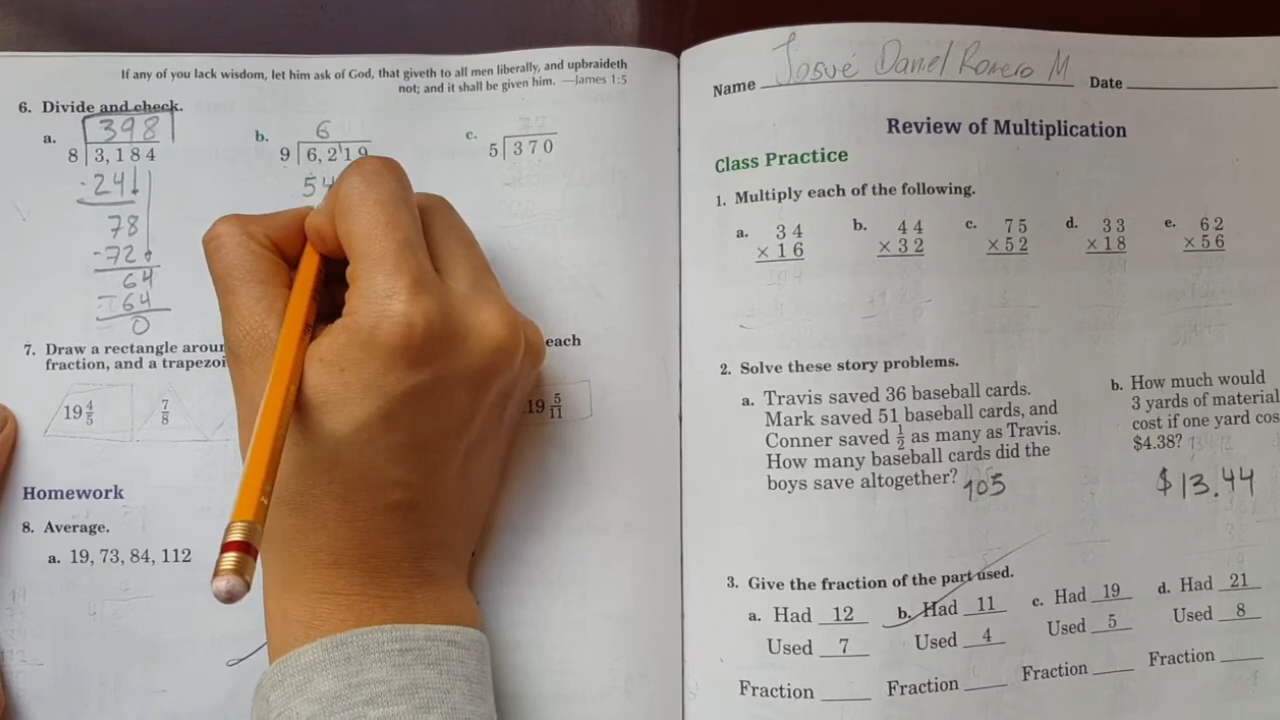 If any of you lack wisdom, let him ask of God, that giveth to all men liberally, and upbraideth
not; and it shall be given him. —James 1:5
6. Divide and check.
a. 398
8 3,184
-24
78
-72
64
-64
0
b. 6
9 6,219
54
c. 5 370
7. Draw a rectangle arou
each
fraction, and a trapezoi
19 4/5
7/8
19 5/11
Homework
8. Average.
a. 19, 73, 84, 112
Name Josué Daniel Romero M Date
Review of Multiplication
Class Practice
1. Multiply each of the following.
a. 34 × 16
b. 44 × 32
c. 75 × 52
d. 33 × 18
e. 62 × 56
2. Solve these story problems.
a. Travis saved 36 baseball cards.
Mark saved 51 baseball cards, and
Conner saved 1/2 as many as Travis.
How many baseball cards did the
boys save altogether? 105
b. How much would
3 yards of material
cost if one yard cos
$4.38?
$13.44
3. Give the fraction of the part used.
a. Had 12
Used 7
Fraction
b. Had 11
Used 4
Fraction
c. Had 19
Used 5
Fraction
d. Had 21
Used 8
Fraction